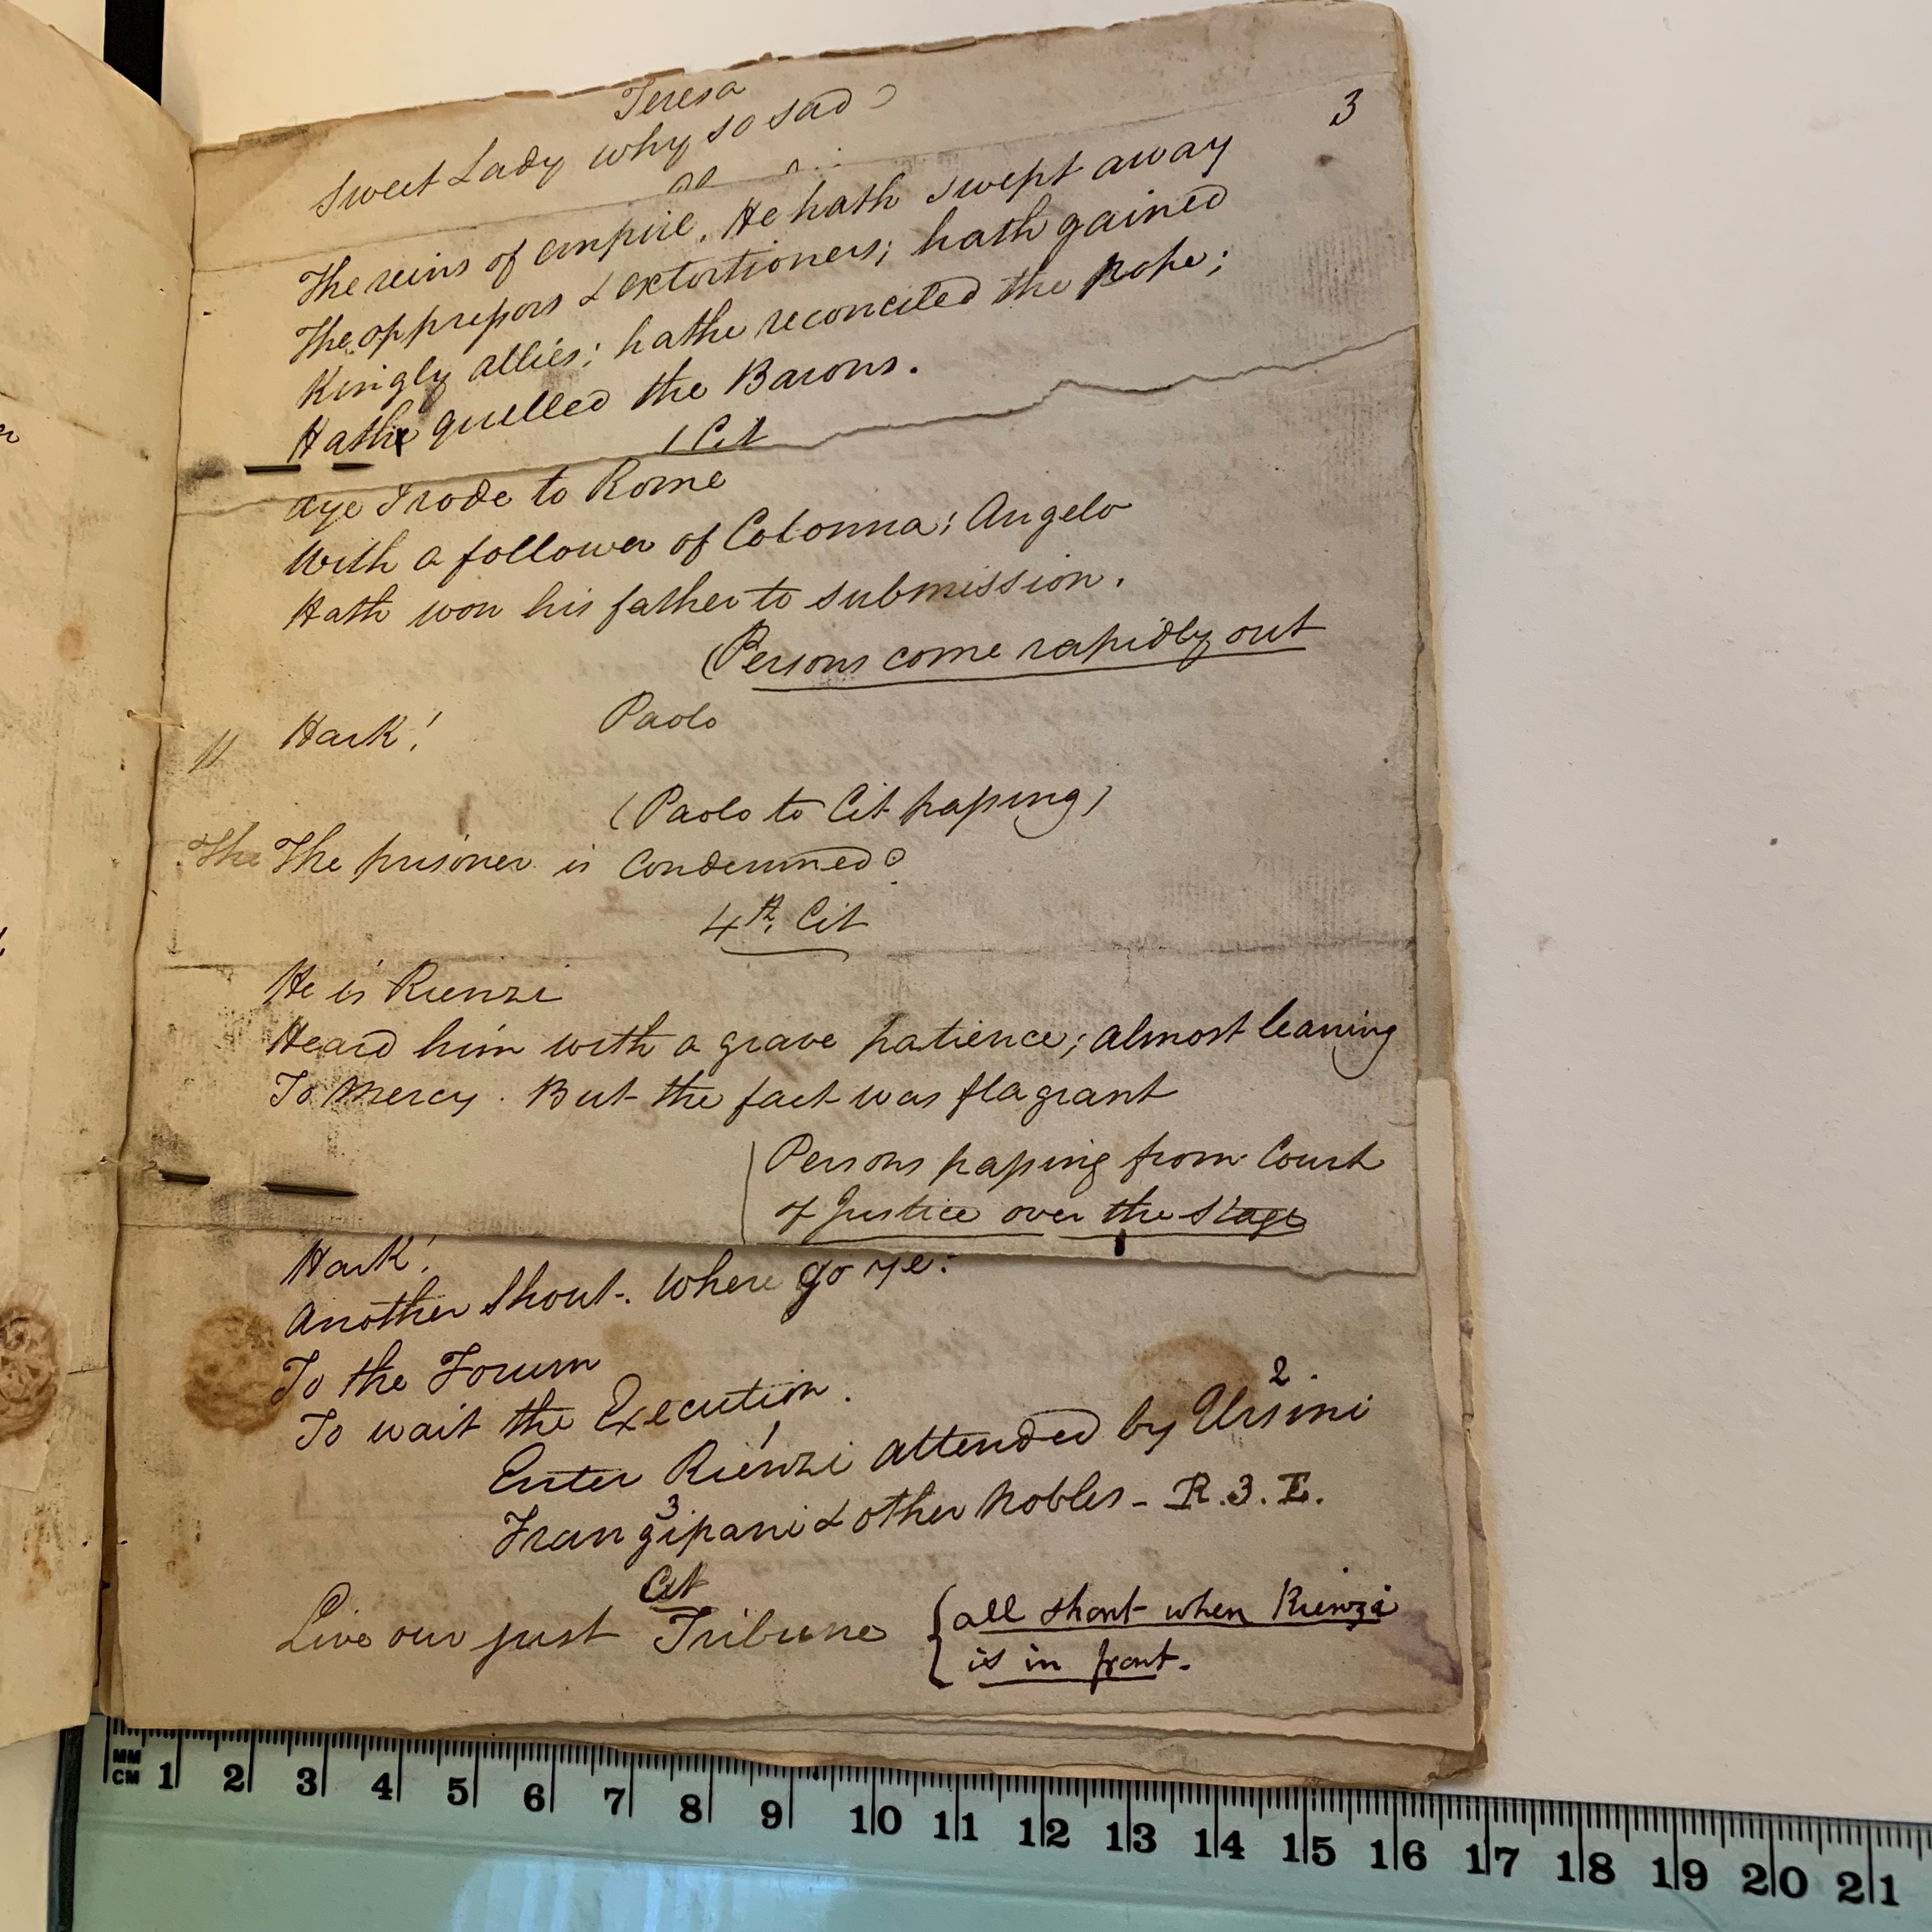 Teresa
Sweet Lady why so sad?
3
The reins of empire. He hath swept away
The oppressors & extortioners; hath gained
Kingly allies; hathe reconciled the Pope;
Hathe quelled the Barons.
1 Cit
Aye I rode to Rome
With a follower of Colonna; Angelo
Hath won his father to submission.
(Persons come rapidly out
Paolo
H Hark!
(Paolo to Cit passing)
The The prisoner is Condemned?
4th. Cit
He is Rienzi
Heard him with a grave patience; almost leaning
To Mercy. But the fact was flagrant
(Persons passing from Court
of Justice over the Stage
Hark!
Another Shout-. Where go ye:
To the Forum
To wait the Execution.
2.
1
Enter Rienzi attended by Ursini
3
Frangipani & other Nobles - R.3.E.
Cit
Live our just Tribune
{all shout when Rienzi
is in front.
MM
CM 1 2 3 4 5 6 7 8 9 10 11 12 13 14 15 16 17 18 19 20 21